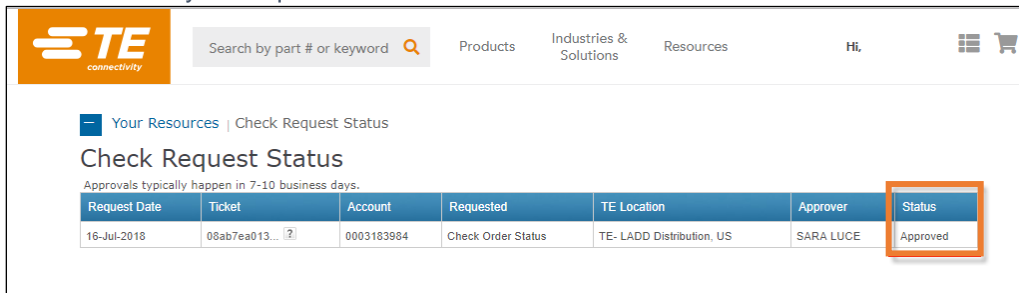 TE
connectivity
Search by part # or keyword
Products
Industries &
Solutions
Resources
Hi,
Your Resources | Check Request Status
Check Request Status
Approvals typically happen in 7-10 business days.
Request Date Ticket Account Requested TE Location Approver Status
16-Jul-2018 08ab7ea013... ? 0003183984 Check Order Status TE- LADD Distribution, US SARA LUCE Approved